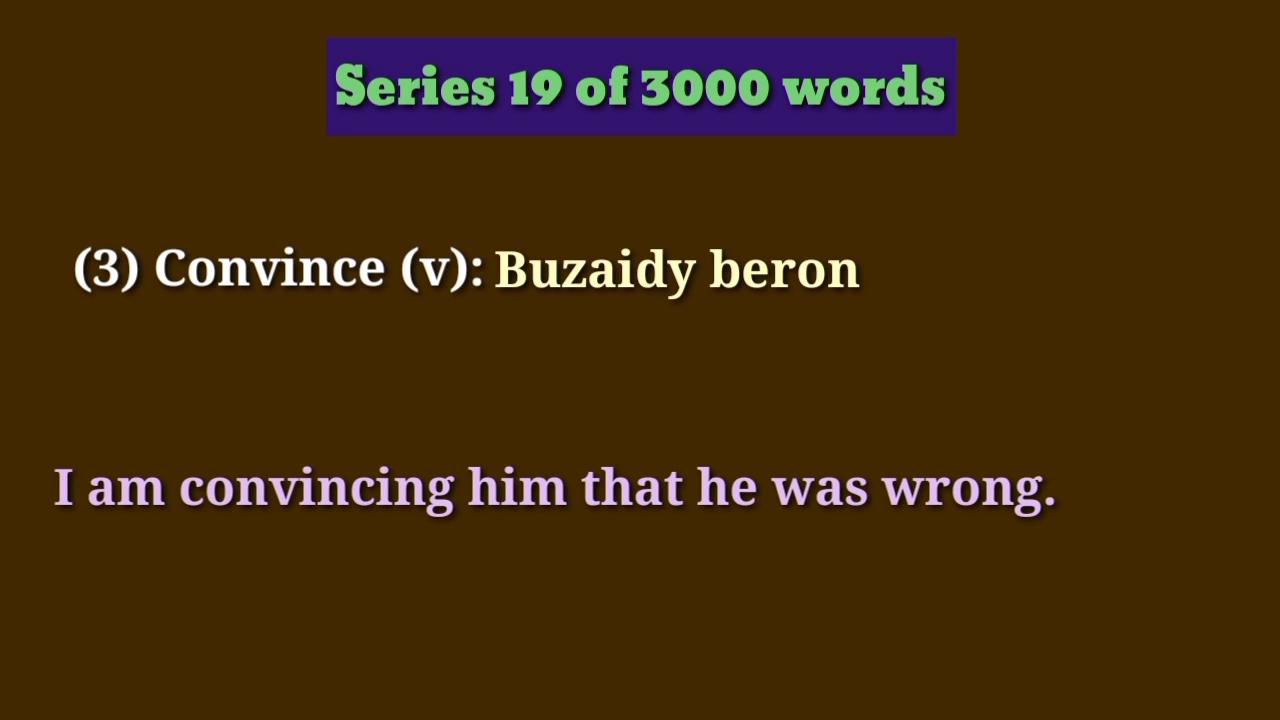 Series 19 of 3000 words
(3) Convince (v): Buzaidy beron
I am convincing him that he was wrong.